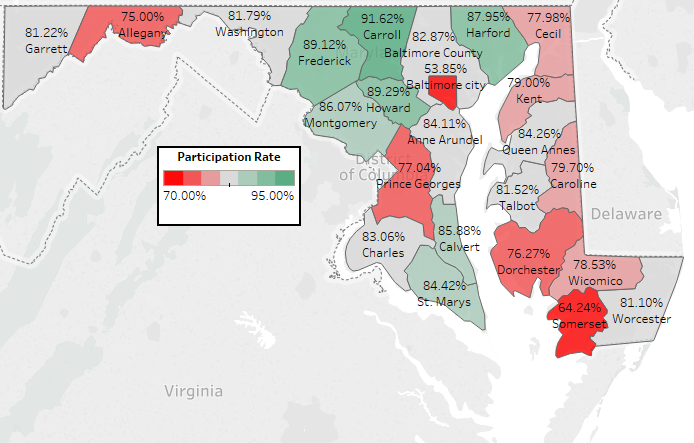 81.22%
Garrett
75.00%
Allegany
81.79%
Washington
89.12%
Frederick
91.62%
Carroll
82.87%
Baltimore County
87.95%
Harford
77.98%
Cecil
53.85%
Baltimore city
89.29%
Howard
86.07%
Montgomery
79.00%
Kent
84.11%
Anne Arundel
84.26%
Queen Annes
District
of Columbia
77.04%
Prince Georges
79.70%
Caroline
81.52%
Talbot
Participation Rate
70.00%
95.00%
Delaware
83.06%
Charles
85.88%
Calvert
76.27%
Dorchester
78.53%
Wicomico
84.42%
St. Marys
64.24%
Somerset
81.10%
Worcester
Virginia